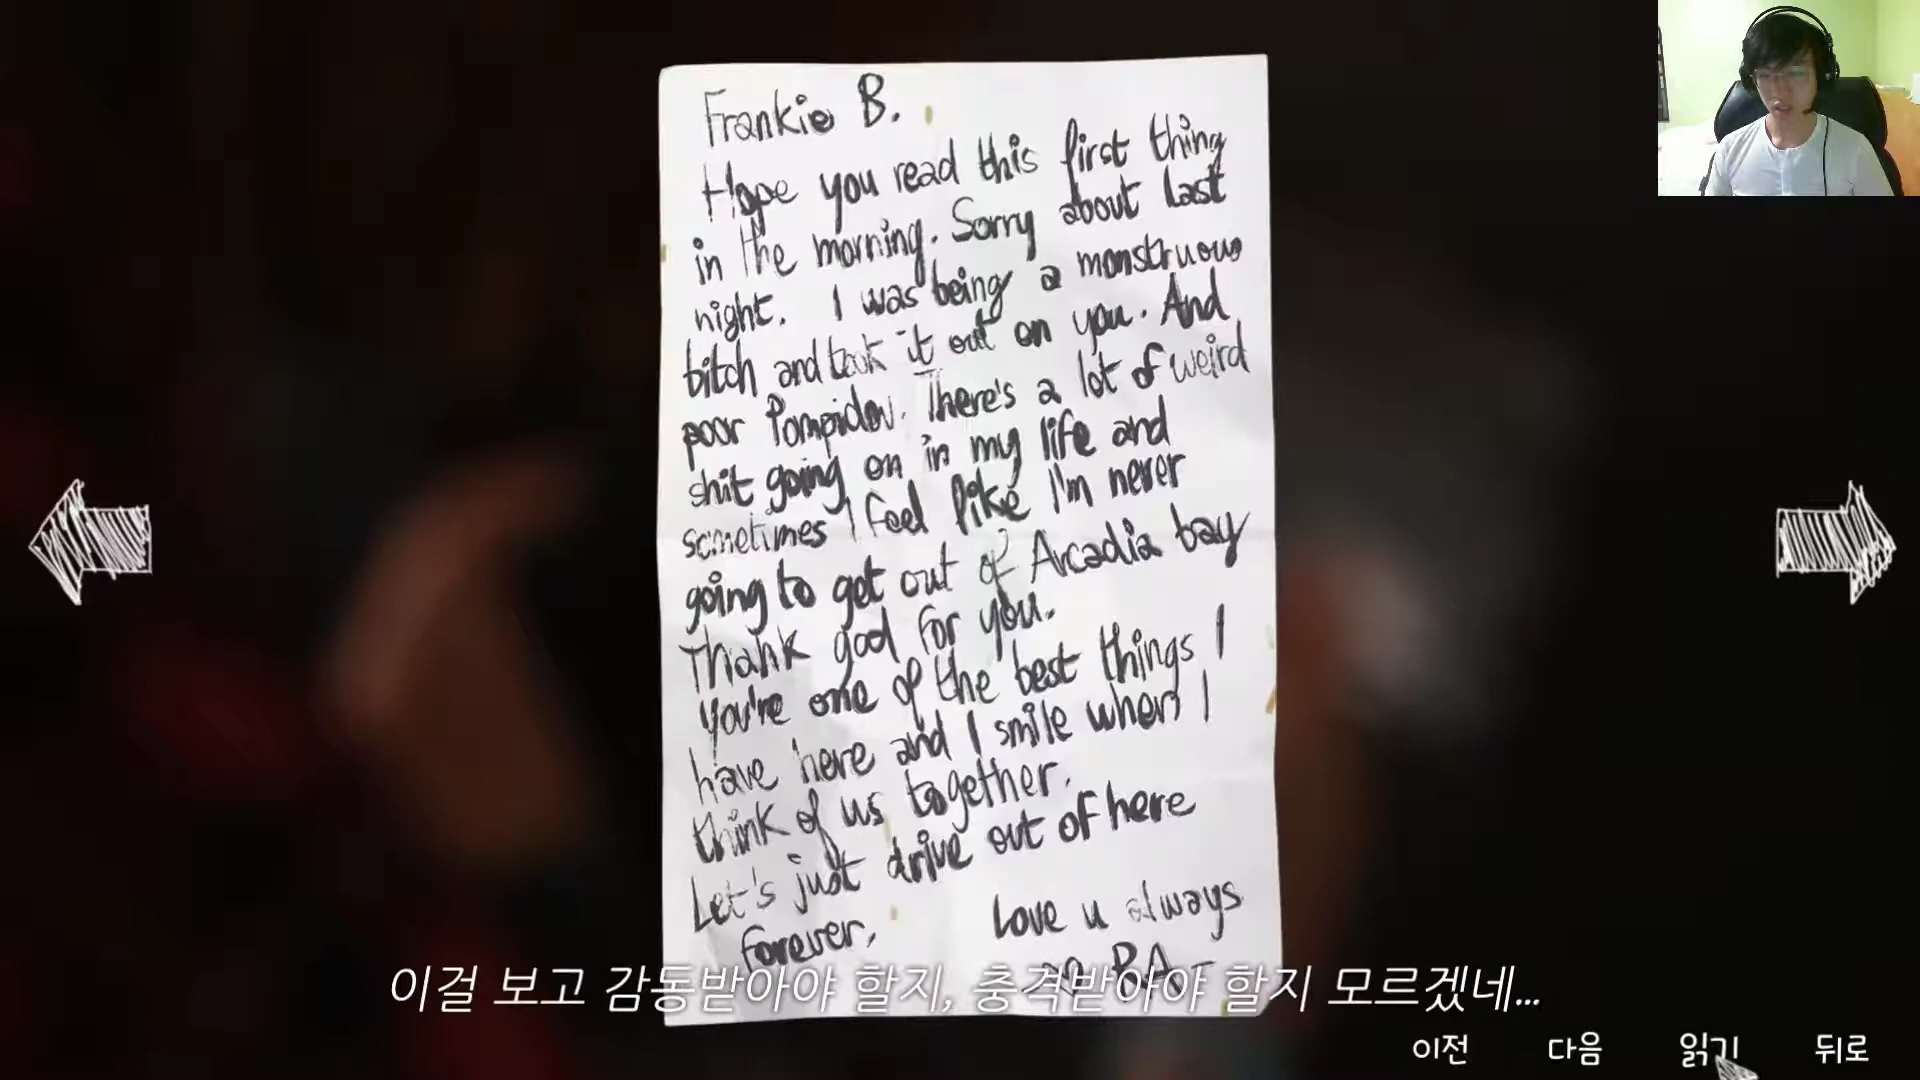 Frankie B.
Hope you read this first thing
in the morning. Sorry about last
night. I was being a monstruous
bitch and took it out on you. And
poor Pompidou. There's a lot of weird
shit going on in my life and
sometimes I feel like I'm never
going to get out of Arcadia bay
Thank god for you.
You're one of the best things I
have here and I smile when I
think of us together.
Let's just drive out of here
forever,
Love u always
RA
이걸 보고 감동받아야 할지, 충격받아야 할지 모르겠네...
이전 다음 읽기 뒤로